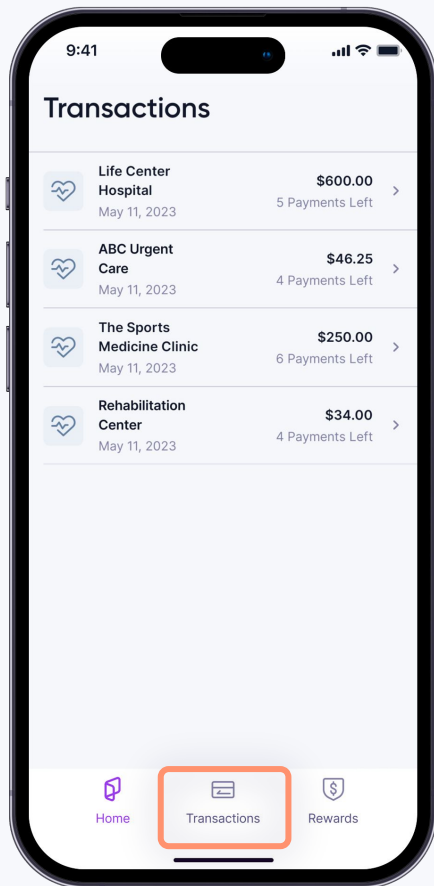 9:41
Transactions
Life Center
Hospital
May 11, 2023
$600.00
5 Payments Left
ABC Urgent
Care
May 11, 2023
$46.25
4 Payments Left
The Sports
Medicine Clinic
May 11, 2023
$250.00
6 Payments Left
Rehabilitation
Center
May 11, 2023
$34.00
4 Payments Left
Home
Transactions
Rewards